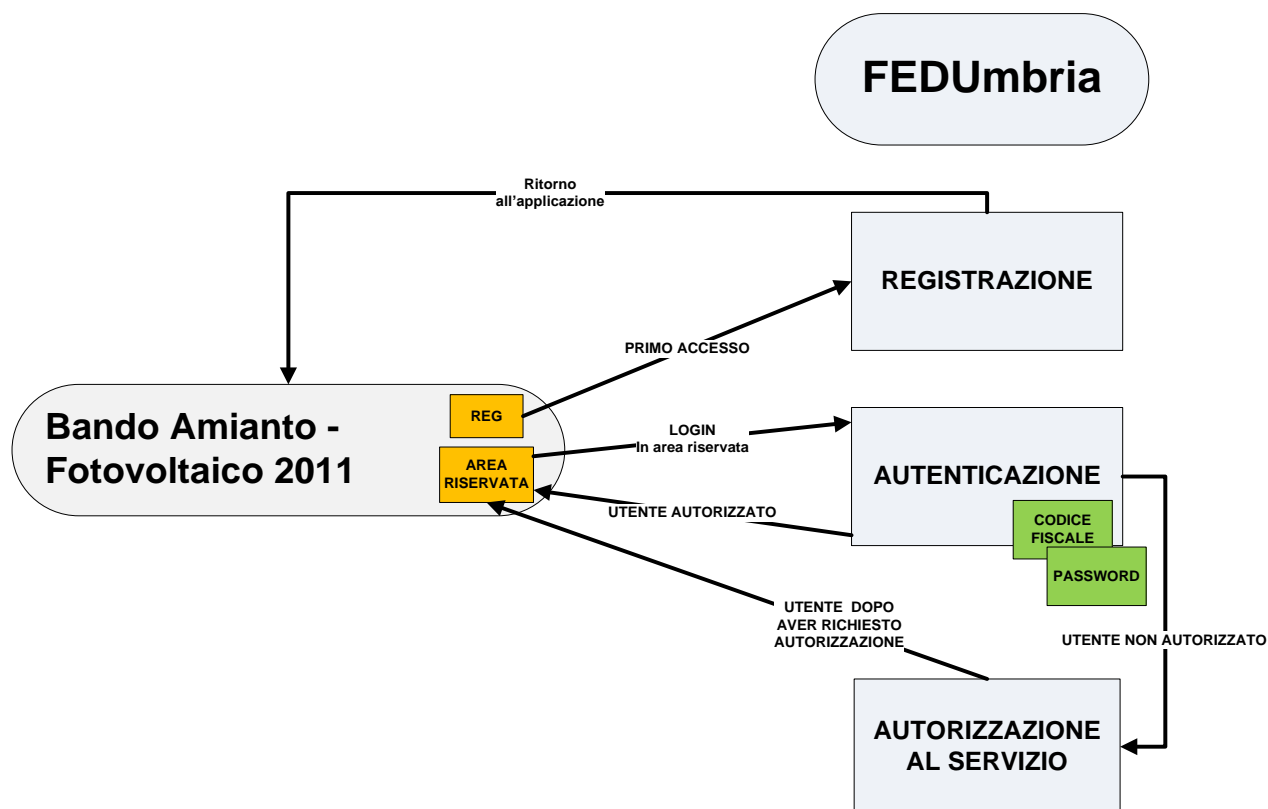 FEDUmbria
Ritorno
all'applicazione
REGISTRAZIONE
PRIMO ACCESSO
Bando Amianto -
Fotovoltaico 2011
REG
AREA
RISERVATA
LOGIN
In area riservata
AUTENTICAZIONE
UTENTE AUTORIZZATO
CODICE
FISCALE
PASSWORD
UTENTE DOPO
AVER RICHIESTO
AUTORIZZAZIONE
UTENTE NON AUTORIZZATO
AUTORIZZAZIONE
AL SERVIZIO